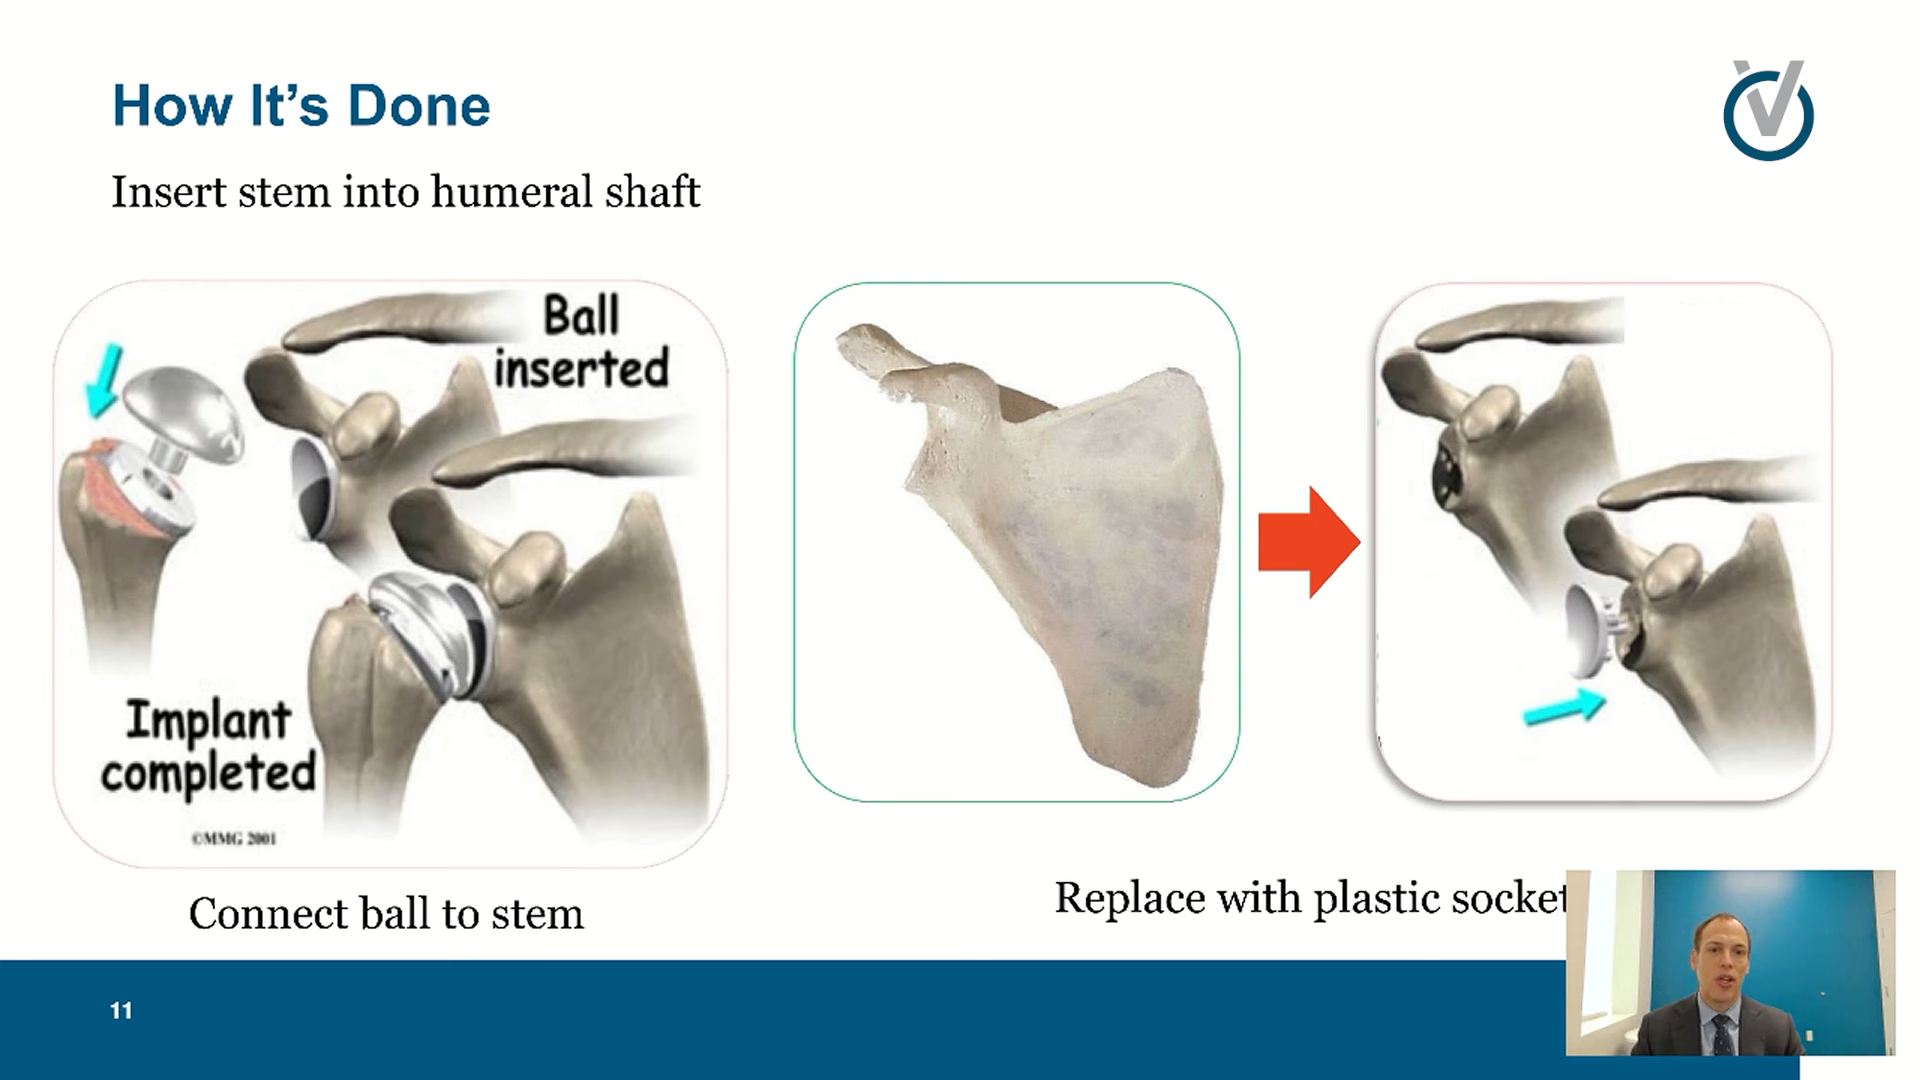 How It’s Done
Insert stem into humeral shaft
Ball
inserted
Implant
completed
©MMG 2001
Connect ball to stem
Replace with plastic socket
11